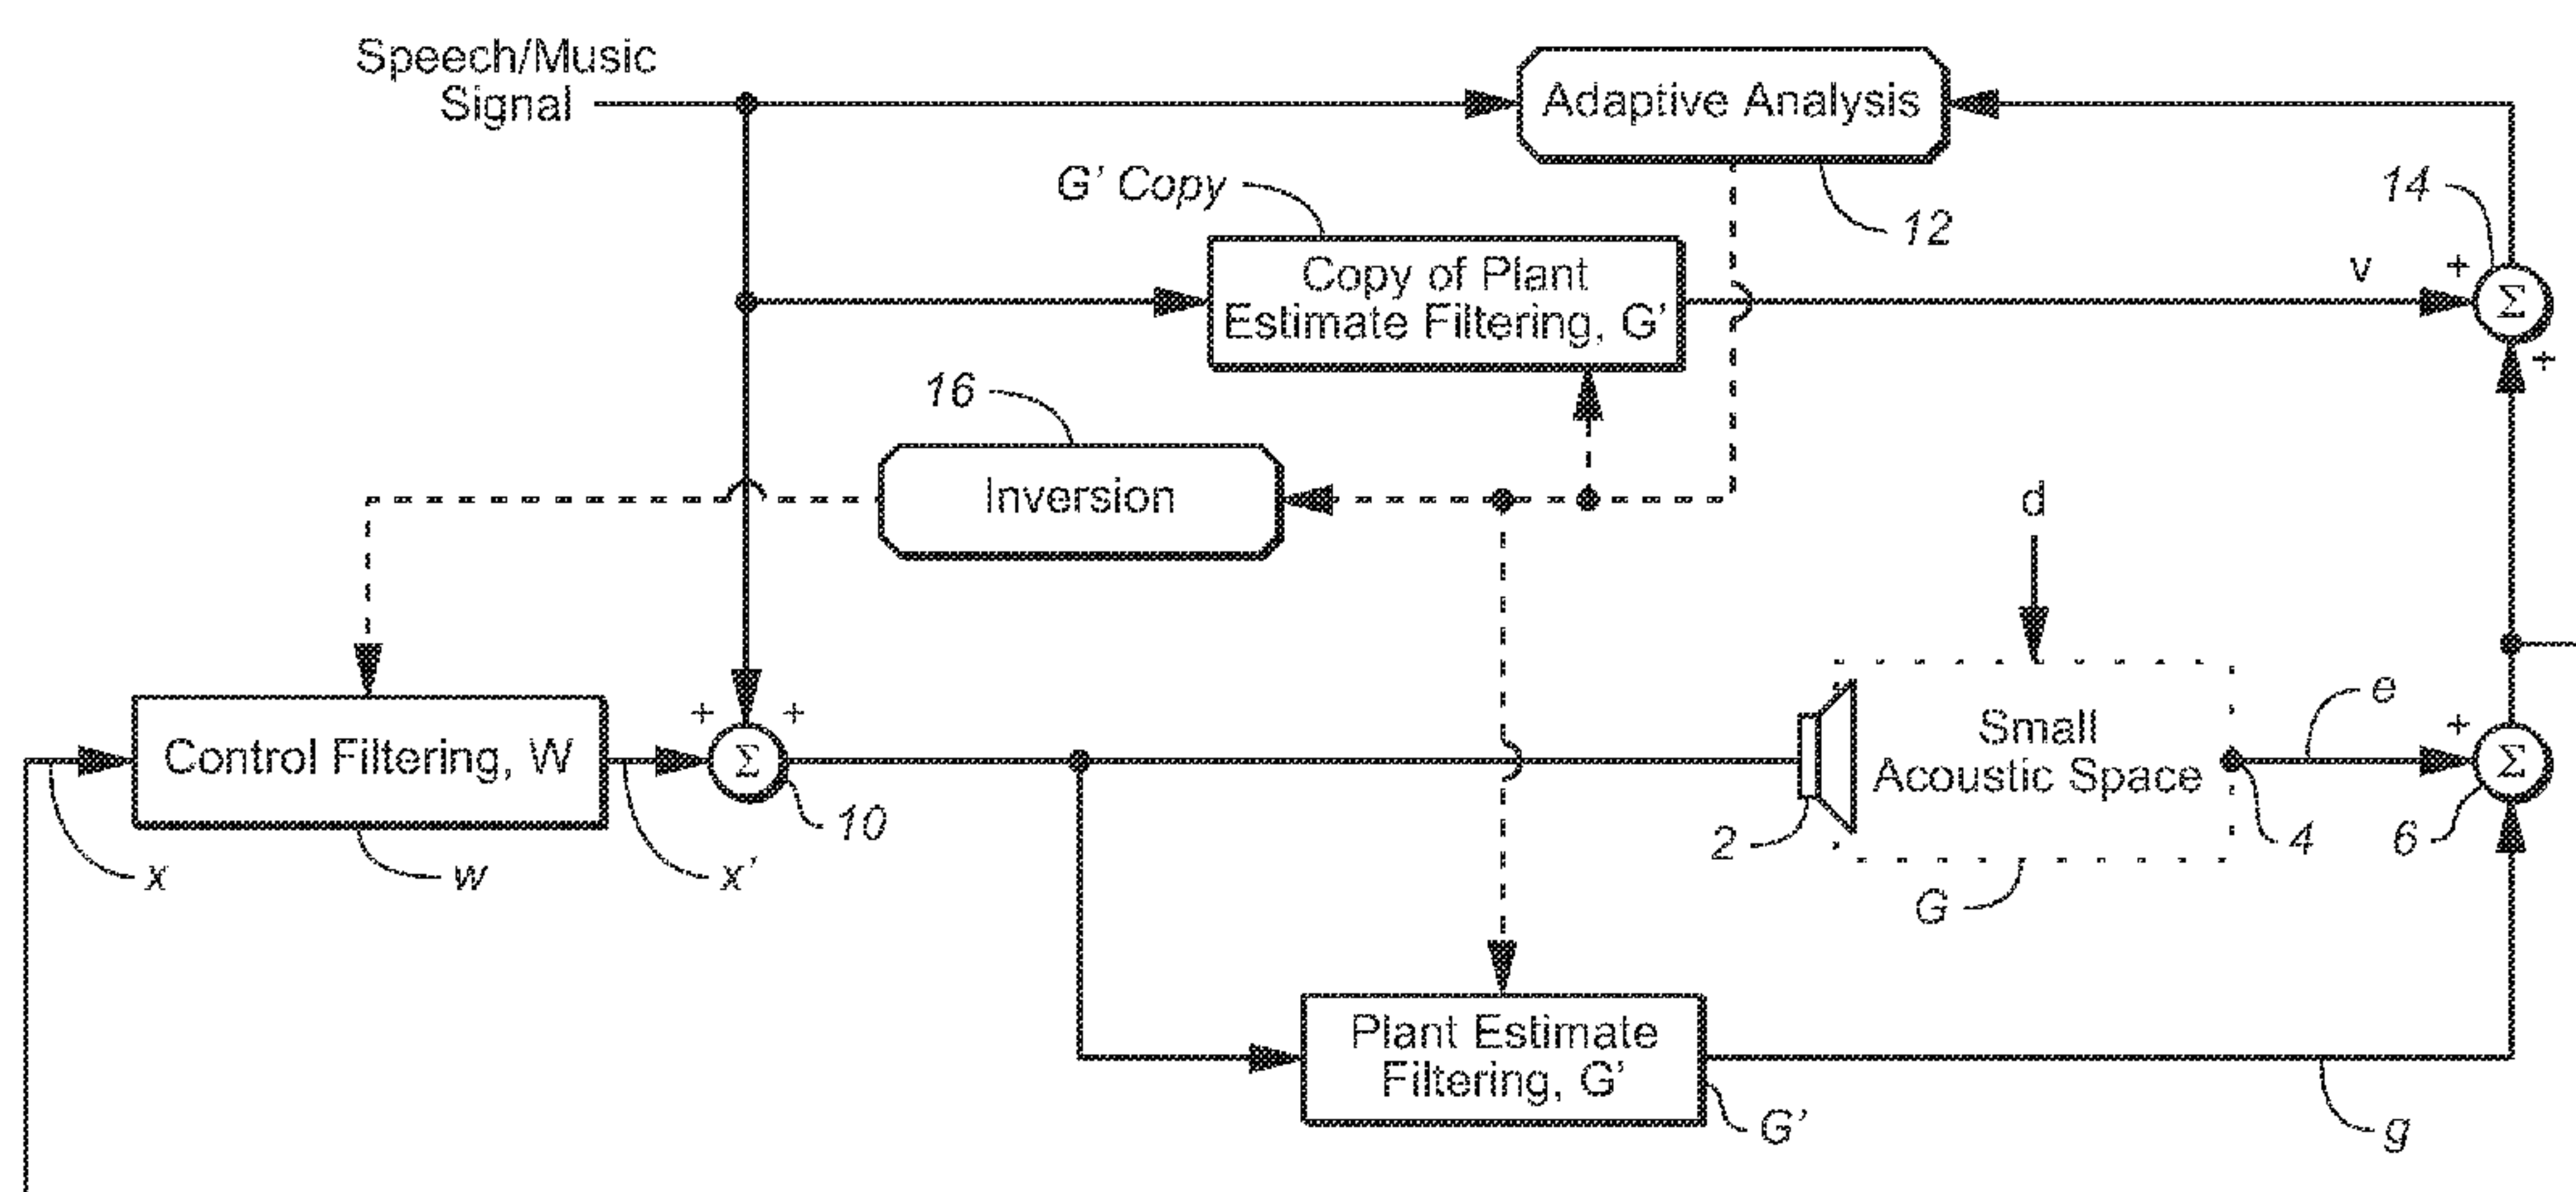 Speech/Music
Signal
Adaptive Analysis
12
G' Copy
14
Copy of Plant
Estimate Filtering, G'
v
+
Σ
+
16
Inversion
d
+
+
Control Filtering, W
Σ
10
x
w
x'
Small
Acoustic Space
2
G
4
e
+
Σ
6
Plant Estimate
Filtering, G'
G'
g